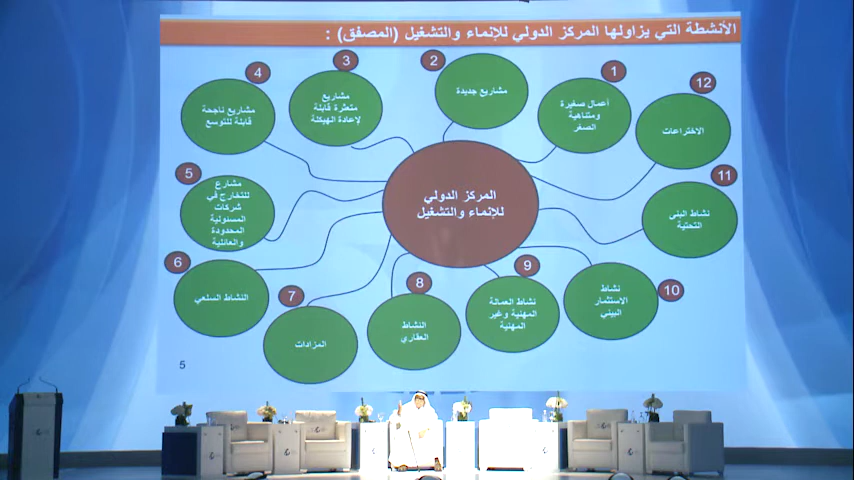 الأنشطة التي يزاولها المركز الدولي للإنماء والتشغيل (المصفق) :
1
أعمال صغيرة
ومتناهية
الصغر
2
مشاريع جديدة
3
مشاريع
متعثرة قابلة
لإعادة الهيكلة
4
مشاريع ناجحة
قابلة للتوسع
5
مشارع
للتخارج في
شركات
المسئولية
المحدودة
والعائلية
6
النشاط السلعي
7
المزادات
8
النشاط
العقاري
9
نشاط العمالة
المهنية وغير
المهنية
10
نشاط
الاستثمار
البيني
11
نشاط البنى
التحتية
12
الاختراعات
المركز الدولي
للإنماء والتشغيل
5